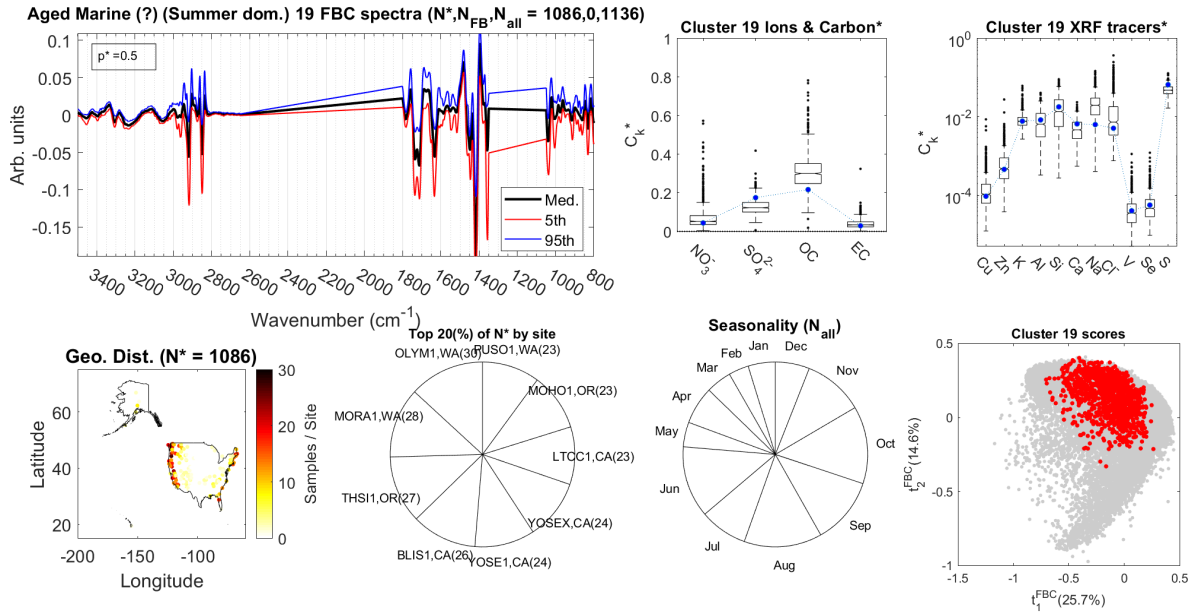 Aged Marine (?) (Summer dom.) 19 FBC spectra (N*,N_FB,N_all = 1086,0,1136)
p* =0.5
Arb. units
0.1
0.05
0
-0.05
-0.1
-0.15
Med.
5th
95th
3400
3200
3000
2800
2600
2400
2200
2000
1800
1600
1400
1200
1000
800
Wavenumber (cm^-1)
Cluster 19 Ions & Carbon*
C_k^*
1
0.8
0.6
0.4
0.2
0
NO_3^-
SO_4^2-
OC
EC
Cluster 19 XRF tracers*
C_k^*
10^0
10^-2
10^-4
Cu
Zn
K
Al
Si
Ca
Na
Cl^-
V
Se
S
Geo. Dist. (N* = 1086)
Latitude
60
40
20
-200
-150
-100
Longitude
30
20
10
0
Samples / Site
Top 20(%) of N* by site
OLYM1,WA(30)
PUSO1,WA(23)
MOHO1,OR(23)
MORA1,WA(28)
LTCC1,CA(23)
THSI1,OR(27)
YOSEX,CA(24)
BLIS1,CA(26)
YOSE1,CA(24)
Seasonality (N_all)
Jan
Dec
Feb
Nov
Mar
Apr
Oct
May
Jun
Sep
Jul
Aug
Cluster 19 scores
t_2^FBC(14.6%)
0.5
0
-0.5
-1
-1.5
-1
-0.5
0
0.5
t_1^FBC(25.7%)